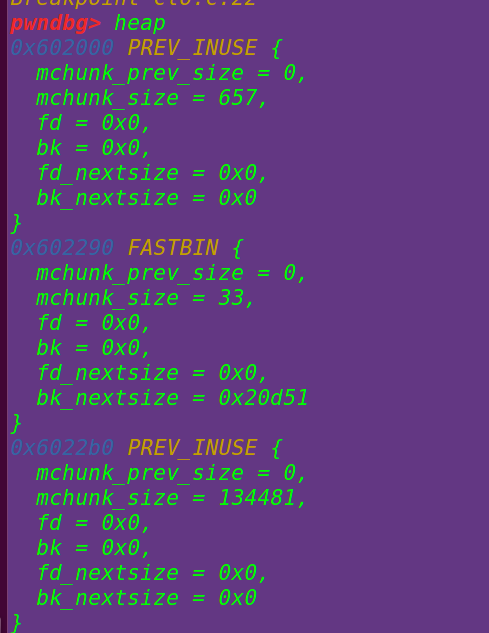 Breakpoint
pwndbg> heap
0x602000 PREV_INUSE {
  mchunk_prev_size = 0,
  mchunk_size = 657,
  fd = 0x0,
  bk = 0x0,
  fd_nextsize = 0x0,
  bk_nextsize = 0x0
}
0x602290 FASTBIN {
  mchunk_prev_size = 0,
  mchunk_size = 33,
  fd = 0x0,
  bk = 0x0,
  fd_nextsize = 0x0,
  bk_nextsize = 0x20d51
}
0x6022b0 PREV_INUSE {
  mchunk_prev_size = 0,
  mchunk_size = 134481,
  fd = 0x0,
  bk = 0x0,
  fd_nextsize = 0x0,
  bk_nextsize = 0x0
}